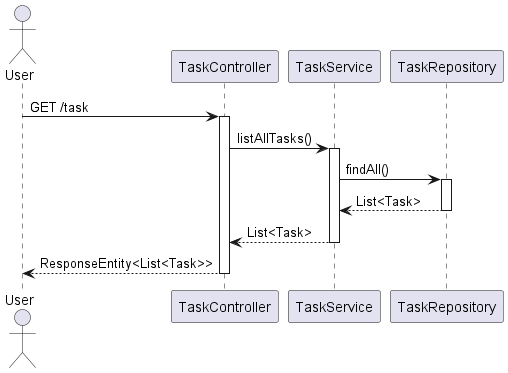 User
TaskController
TaskService
TaskRepository
GET /task
listAllTasks()
findAll()
List<Task>
List<Task>
ResponseEntity<List<Task>>
User
TaskController
TaskService
TaskRepository